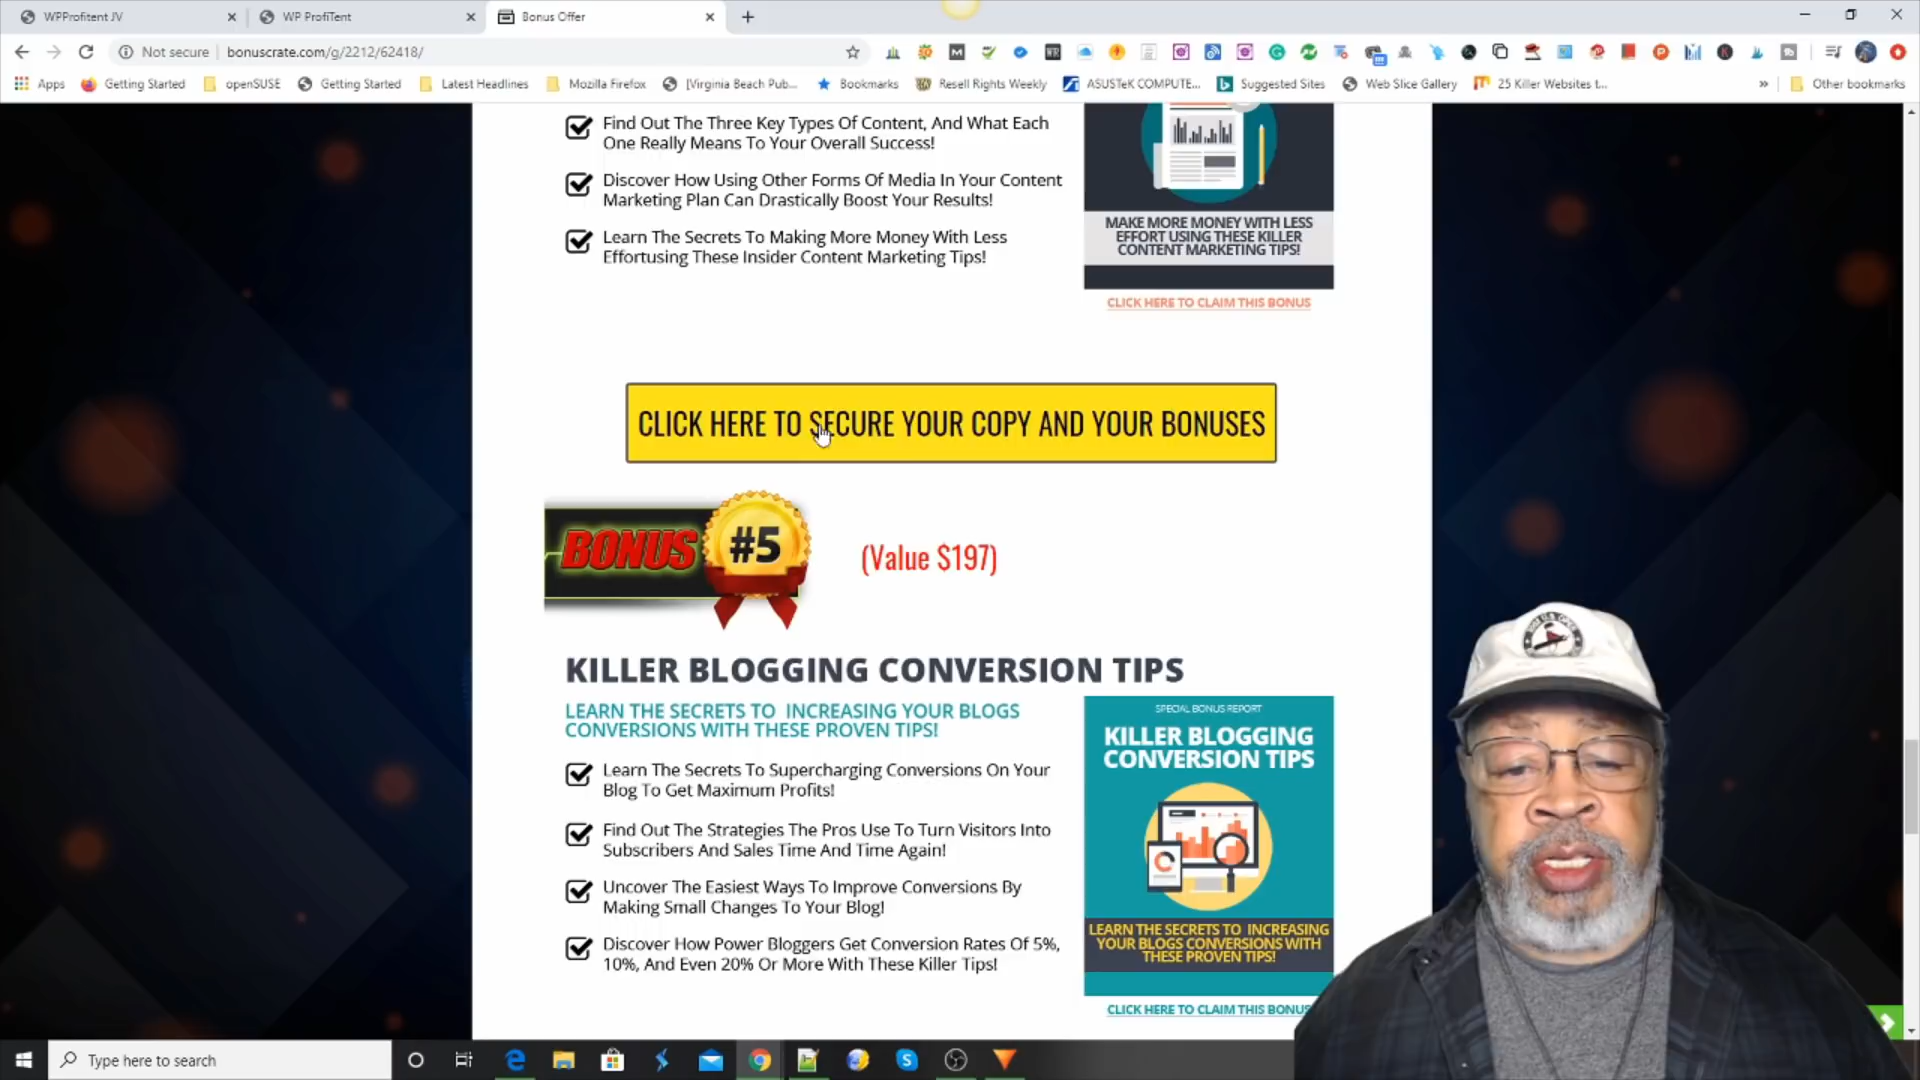 WPProfitent JV
WP ProfiTent
Bonus Offer
Not secure
bonuscrate.com/g/2212/62418/
Apps
Getting Started
openSUSE
Getting Started
Latest Headlines
Mozilla Firefox
[Virginia Beach Pub...
Bookmarks
Resell Rights Weekly
ASUSTeK COMPUTE...
Suggested Sites
Web Slice Gallery
25 Killer Websites t...
»
Other bookmarks
Find Out The Three Key Types Of Content, And What Each
One Really Means To Your Overall Success!
Discover How Using Other Forms Of Media In Your Content
Marketing Plan Can Drastically Boost Your Results!
Learn The Secrets To Making More Money With Less
Effortusing These Insider Content Marketing Tips!
MAKE MORE MONEY WITH LESS
EFFORT USING THESE KILLER
CONTENT MARKETING TIPS!
CLICK HERE TO CLAIM THIS BONUS
CLICK HERE TO SECURE YOUR COPY AND YOUR BONUSES
BONUS
#5
(Value $197)
KILLER BLOGGING CONVERSION TIPS
LEARN THE SECRETS TO INCREASING YOUR BLOGS
CONVERSIONS WITH THESE PROVEN TIPS!
Learn The Secrets To Supercharging Conversions On Your
Blog To Get Maximum Profits!
Find Out The Strategies The Pros Use To Turn Visitors Into
Subscribers And Sales Time And Time Again!
Uncover The Easiest Ways To Improve Conversions By
Making Small Changes To Your Blog!
Discover How Power Bloggers Get Conversion Rates Of 5%,
10%, And Even 20% Or More With These Killer Tips!
SPECIAL BONUS REPORT
KILLER BLOGGING
CONVERSION TIPS
LEARN THE SECRETS TO INCREASING
YOUR BLOGS CONVERSIONS WITH
THESE PROVEN TIPS!
CLICK HERE TO CLAIM THIS BONUS
Type here to search